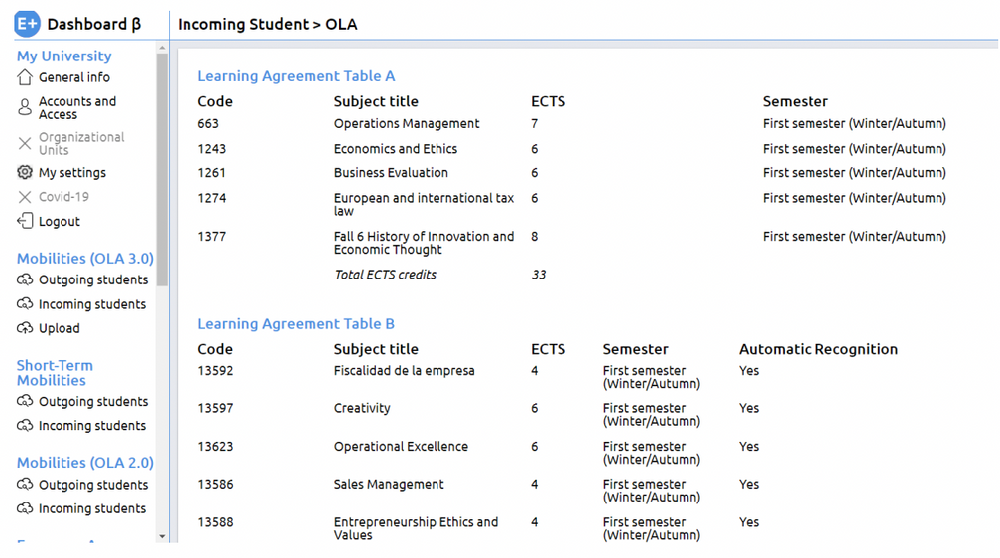 E+ Dashboard β
Incoming Student > OLA
My University
General info
Accounts and
Access
Organizational
Units
My settings
Covid-19
Logout
Mobilities (OLA 3.0)
Outgoing students
Incoming students
Upload
Short-Term
Mobilities
Outgoing students
Incoming students
Mobilities (OLA 2.0)
Outgoing students
Incoming students
Learning Agreement Table A
Code Subject title ECTS Semester
663 Operations Management 7 First semester (Winter/Autumn)
1243 Economics and Ethics 6 First semester (Winter/Autumn)
1261 Business Evaluation 6 First semester (Winter/Autumn)
1274 European and international tax 6 First semester (Winter/Autumn)
law
1377 Fall 6 History of Innovation and 8 First semester (Winter/Autumn)
Economic Thought
Total ECTS credits 33
Learning Agreement Table B
Code Subject title ECTS Semester Automatic Recognition
13592 Fiscalidad de la empresa 4 First semester Yes
(Winter/Autumn)
13597 Creativity 6 First semester Yes
(Winter/Autumn)
13623 Operational Excellence 6 First semester Yes
(Winter/Autumn)
13586 Sales Management 4 First semester Yes
(Winter/Autumn)
13588 Entrepreneurship Ethics and 4 First semester Yes
Values (Winter/Autumn)